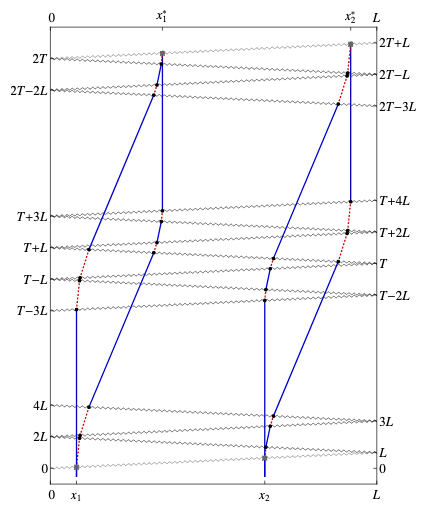 0 x₁* x₂* L
2T+L
2T
2T−L
2T−2L
2T−3L
T+4L
T+3L
T+2L
T+L
T
T−L
T−2L
T−3L
4L
3L
2L
L
0 0
0 x₁ x₂ L